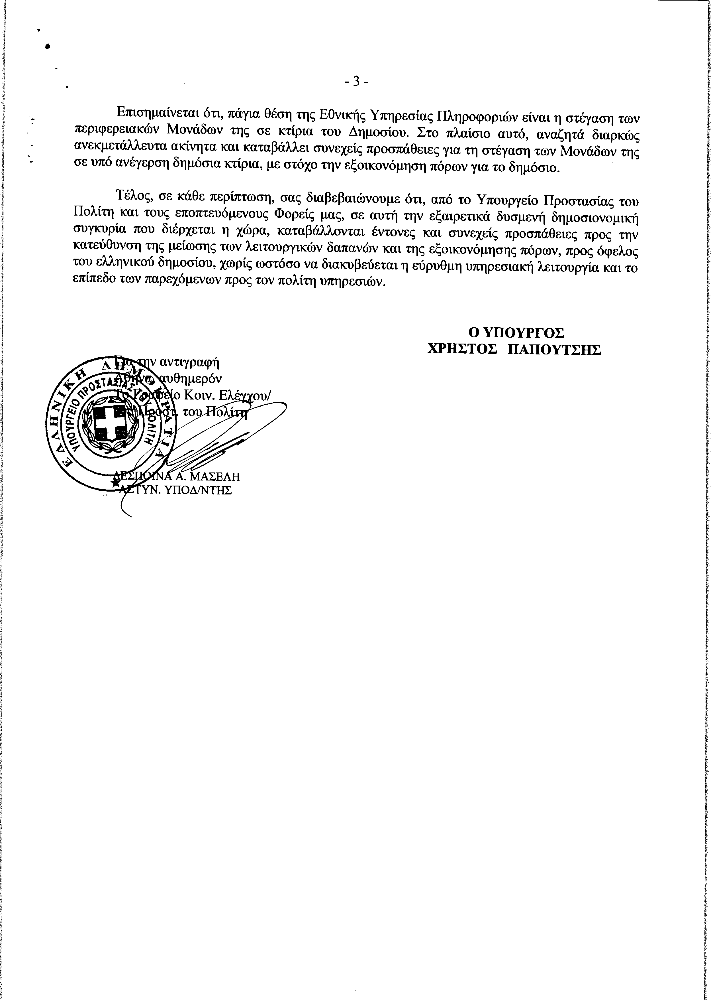 - 3 -
Επισημαίνεται ότι, πάγια θέση της Εθνικής Υπηρεσίας Πληροφοριών είναι η στέγαση των
περιφερειακών Μονάδων της σε κτίρια του Δημοσίου. Στο πλαίσιο αυτό, αναζητά διαρκώς
ανεκμετάλλευτα ακίνητα και καταβάλλει συνεχείς προσπάθειες για τη στέγαση των Μονάδων της
σε υπό ανέγερση δημόσια κτίρια, με στόχο την εξοικονόμηση πόρων για το δημόσιο.
Τέλος, σε κάθε περίπτωση, σας διαβεβαιώνουμε ότι, από το Υπουργείο Προστασίας του
Πολίτη και τους εποπτευόμενους Φορείς μας, σε αυτή την εξαιρετικά δυσμενή δημοσιονομική
συγκυρία που διέρχεται η χώρα, καταβάλλονται έντονες και συνεχείς προσπάθειες προς την
κατεύθυνση της μείωσης των λειτουργικών δαπανών και της εξοικονόμησης πόρων, προς όφελος
του ελληνικού δημοσίου, χωρίς ωστόσο να διακυβεύεται η εύρυθμη υπηρεσιακή λειτουργία και το
επίπεδο των παρεχόμενων προς τον πολίτη υπηρεσιών.
Ο ΥΠΟΥΡΓΟΣ
ΧΡΗΣΤΟΣ ΠΑΠΟΥΤΣΗΣ
Για την αντιγραφή
Αθήνα, αυθημερόν
Το Γραφείο Κοιν. Ελέγχου/
Προστ. του Πολίτη
ΕΛΛΗΝΙΚΗ ΔΗΜΟΚΡΑΤΙΑ
ΥΠΟΥΡΓΕΙΟ ΠΡΟΣΤΑΣΙΑΣ ΤΟΥ ΠΟΛΙΤΗ
ΔΕΣΠΟΙΝΑ Α. ΜΑΣΕΛΗ
ΑΣΤΥΝ. ΥΠΟΔ/ΝΤΗΣ